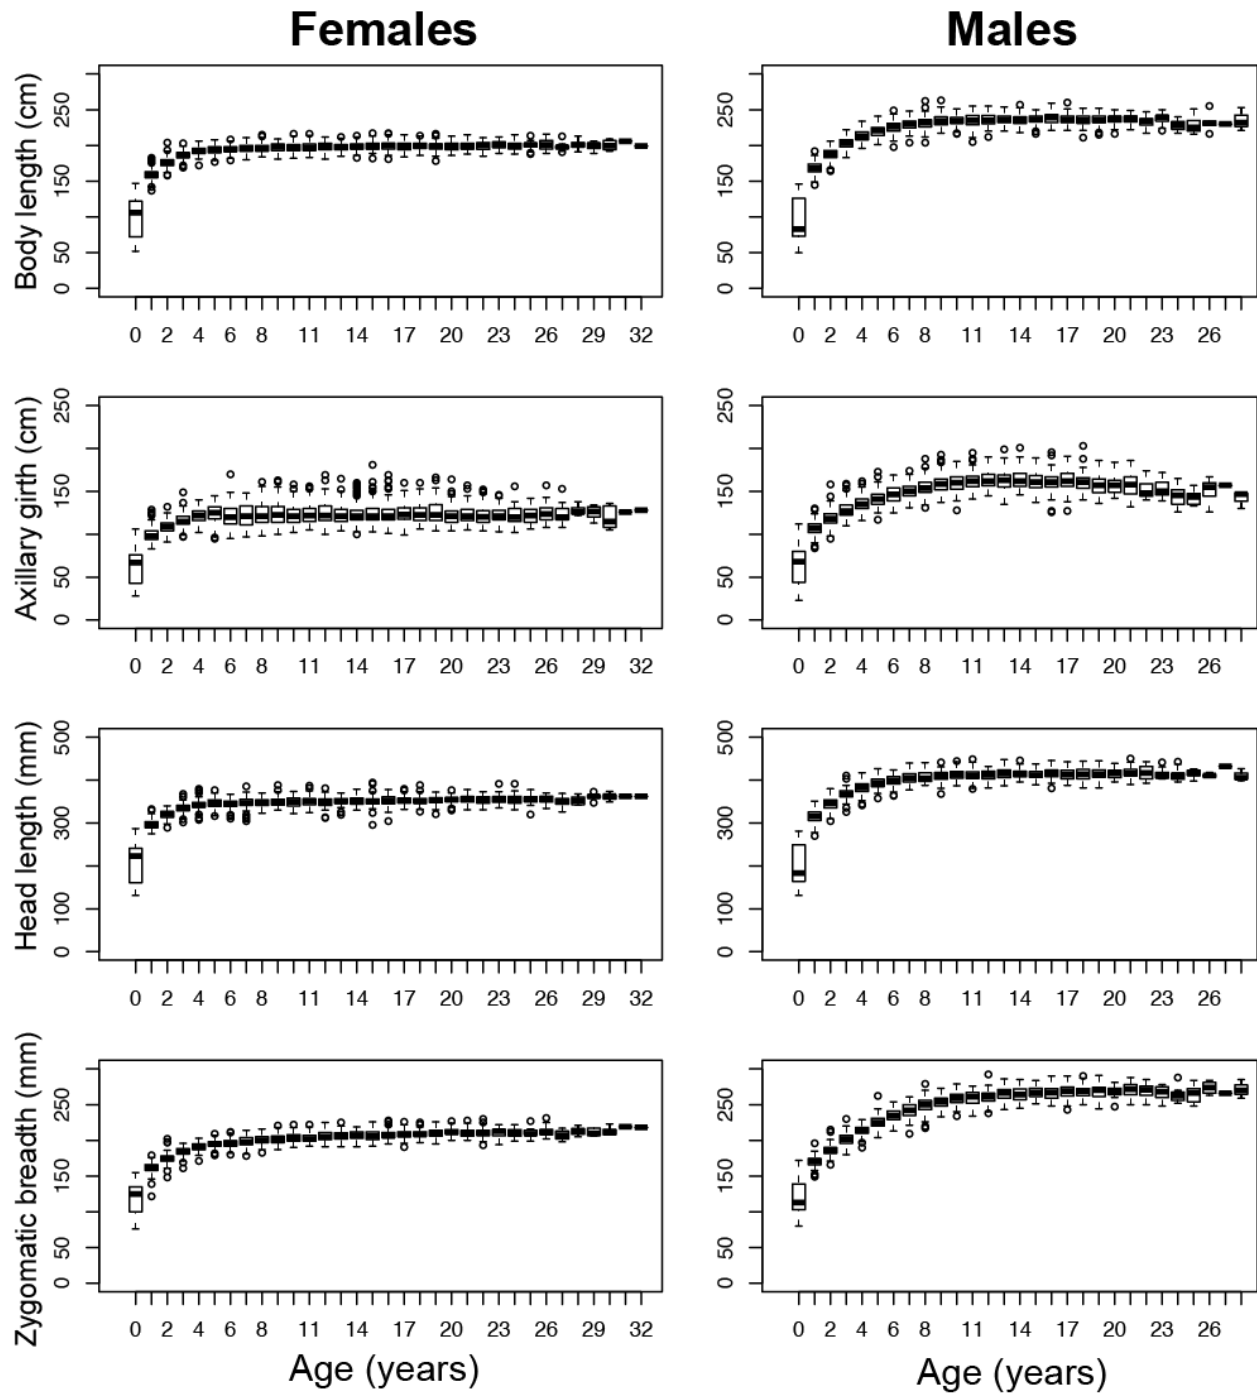 Females Males
Body length (cm)
0 50 150 250
0 2 4 6 8 11 14 17 20 23 26 29 32
0 50 150 250
0 2 4 6 8 11 14 17 20 23 26
Axillary girth (cm)
0 50 150 250
0 2 4 6 8 11 14 17 20 23 26 29 32
0 50 150 250
0 2 4 6 8 11 14 17 20 23 26
Head length (mm)
0 100 300 500
0 2 4 6 8 11 14 17 20 23 26 29 32
0 100 300 500
0 2 4 6 8 11 14 17 20 23 26
Zygomatic breadth (mm)
0 50 150 250
0 2 4 6 8 11 14 17 20 23 26 29 32
0 50 150 250
0 2 4 6 8 11 14 17 20 23 26
Age (years) Age (years)